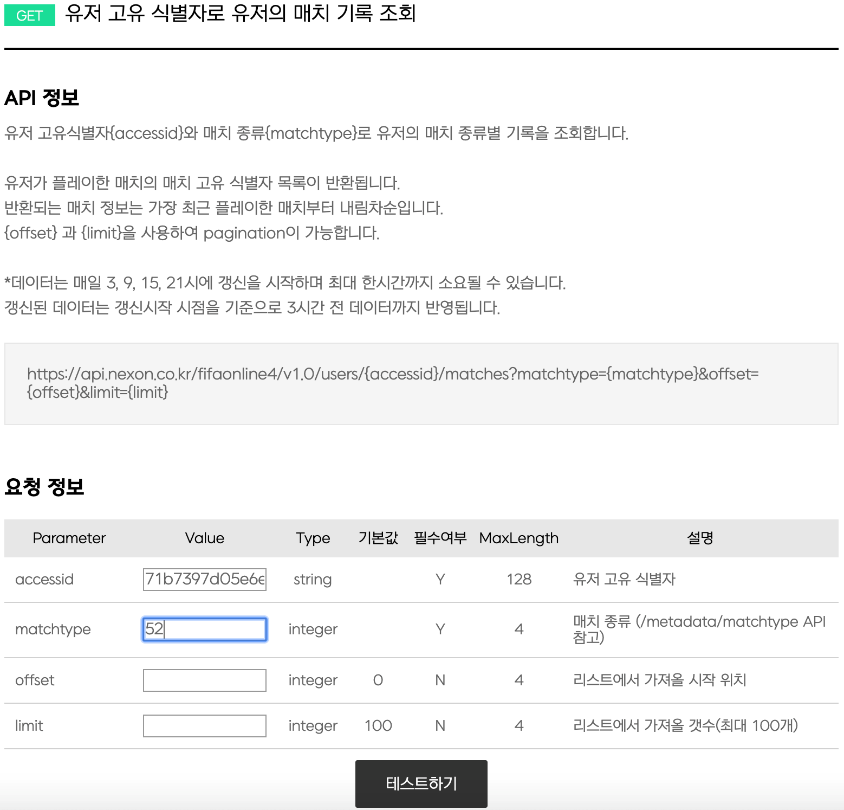 GET 유저 고유 식별자로 유저의 매치 기록 조회
API 정보
유저 고유식별자{accessid}와 매치 종류{matchtype}로 유저의 매치 종류별 기록을 조회합니다.
유저가 플레이한 매치의 매치 고유 식별자 목록이 반환됩니다.
반환되는 매치 정보는 가장 최근 플레이한 매치부터 내림차순입니다.
{offset} 과 {limit}을 사용하여 pagination이 가능합니다.
*데이터는 매일 3, 9, 15, 21시에 갱신을 시작하며 최대 한시간까지 소요될 수 있습니다.
갱신된 데이터는 갱신시작 시점을 기준으로 3시간 전 데이터까지 반영됩니다.
https://api.nexon.co.kr/fifaonline4/v1.0/users/{accessid}/matches?matchtype={matchtype}&offset=
{offset}&limit={limit}
요청 정보
Parameter Value Type 기본값 필수여부 MaxLength 설명
accessid 71b7397d05e6e string Y 128 유저 고유 식별자
matchtype 52 integer Y 4 매치 종류 (/metadata/matchtype API
참고)
offset integer 0 N 4 리스트에서 가져올 시작 위치
limit integer 100 N 4 리스트에서 가져올 갯수(최대 100개)
테스트하기